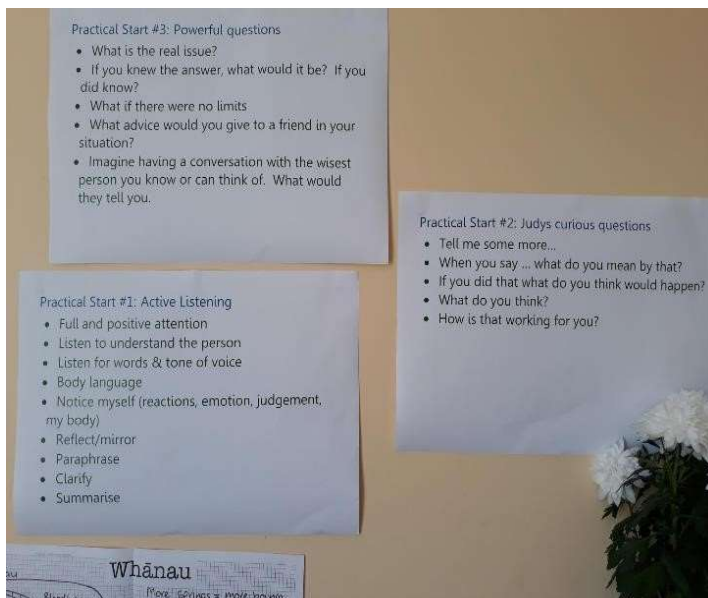 Practical Start #3: Powerful questions
• What is the real issue?
• If you knew the answer, what would it be? If you
did know?
• What if there were no limits
• What advice would you give to a friend in your
situation?
• Imagine having a conversation with the wisest
person you know or can think of. What would
they tell you.
Practical Start #2: Judys curious questions
• Tell me some more...
• When you say ... what do you mean by that?
• If you did that what do you think would happen?
• What do you think?
• How is that working for you?
Practical Start #1: Active Listening
• Full and positive attention
• Listen to understand the person
• Listen for words & tone of voice
• Body language
• Notice myself (reactions, emotion, judgement,
my body)
• Reflect/mirror
• Paraphrase
• Clarify
• Summarise
Whānau
More springs = more